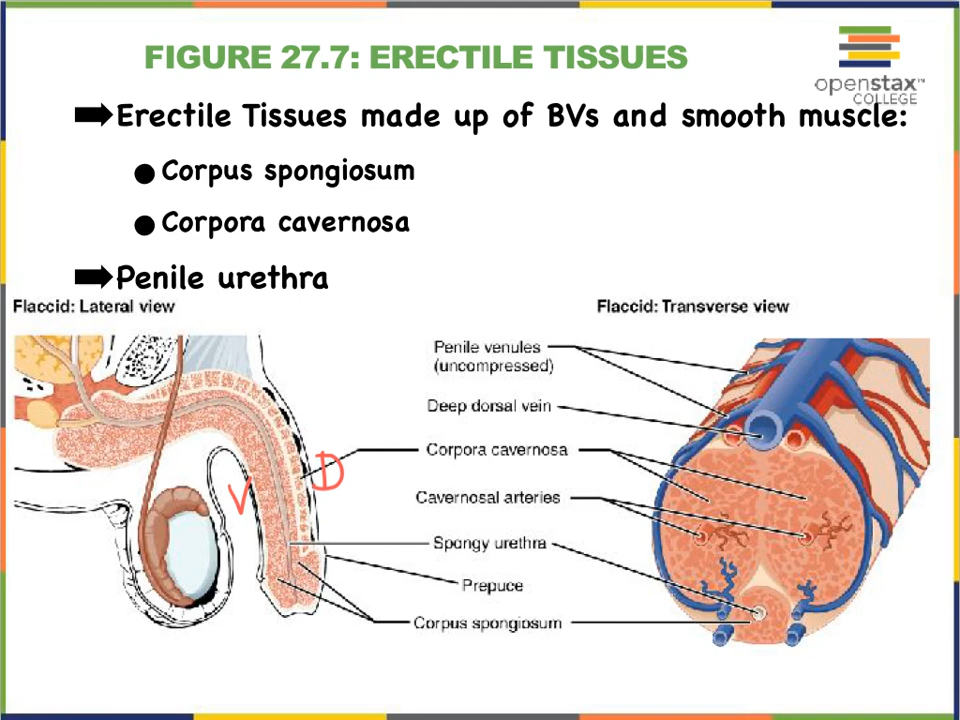 FIGURE 27.7: ERECTILE TISSUES
openstax™
COLLEGE
Erectile Tissues made up of BVs and smooth muscle:
Corpus spongiosum
Corpora cavernosa
Penile urethra
Flaccid: Lateral view
Flaccid: Transverse view
Penile venules
(uncompressed)
Deep dorsal vein
Corpora cavernosa
Cavernosal arteries
Spongy urethra
Prepuce
Corpus spongiosum
V
D